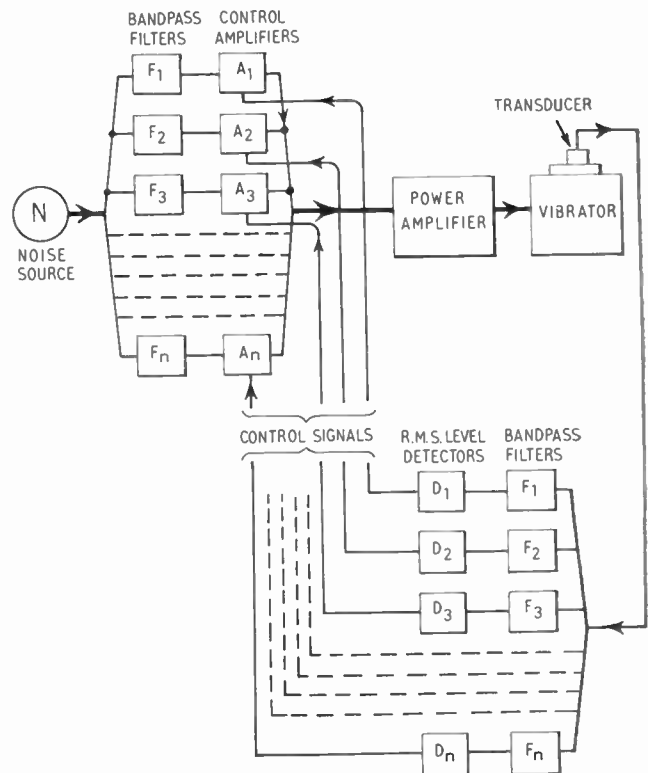 BANDPASS FILTERS
CONTROL AMPLIFIERS
F1 A1
F2 A2
F3 A3
N
NOISE SOURCE
Fn An
POWER AMPLIFIER
TRANSDUCER
VIBRATOR
CONTROL SIGNALS
R.M.S. LEVEL DETECTORS
BANDPASS FILTERS
D1 F1
D2 F2
D3 F3
Dn Fn